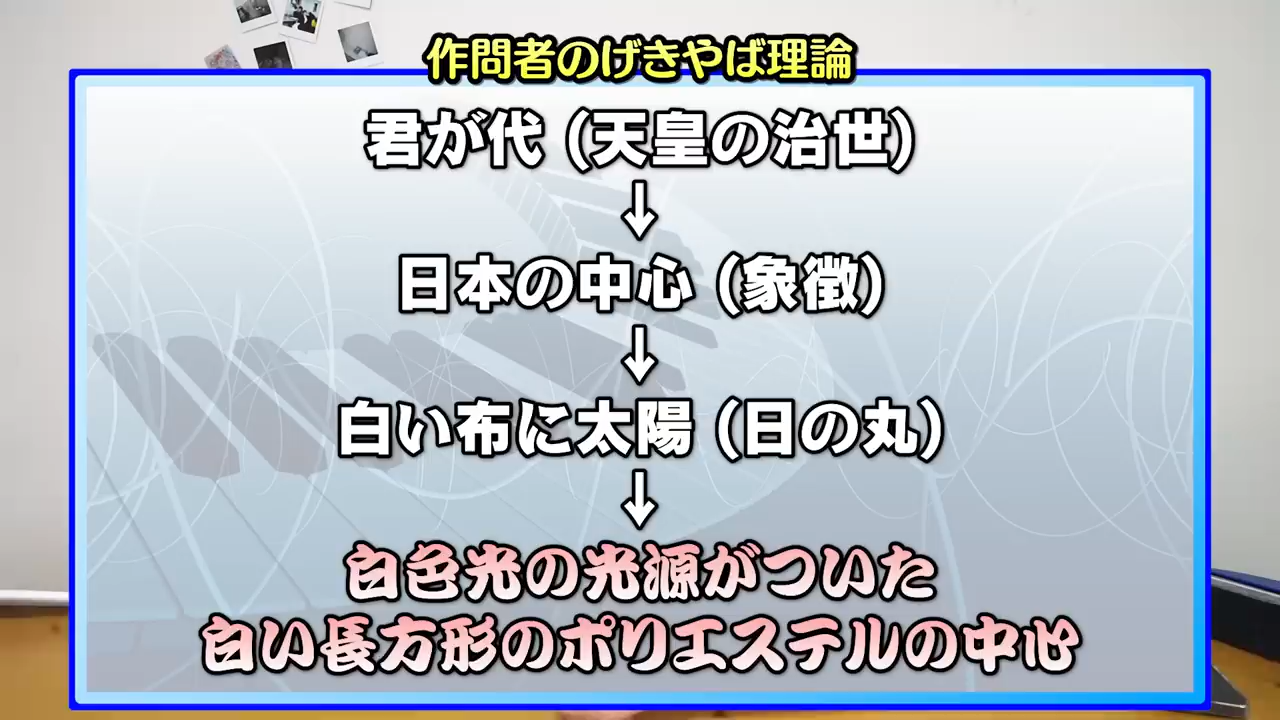 作問者のげきやば理論
君が代（天皇の治世）
↓
日本の中心（象徴）
↓
白い布に太陽（日の丸）
↓
白色光の光源がついた
白い長方形のポリエステルの中心